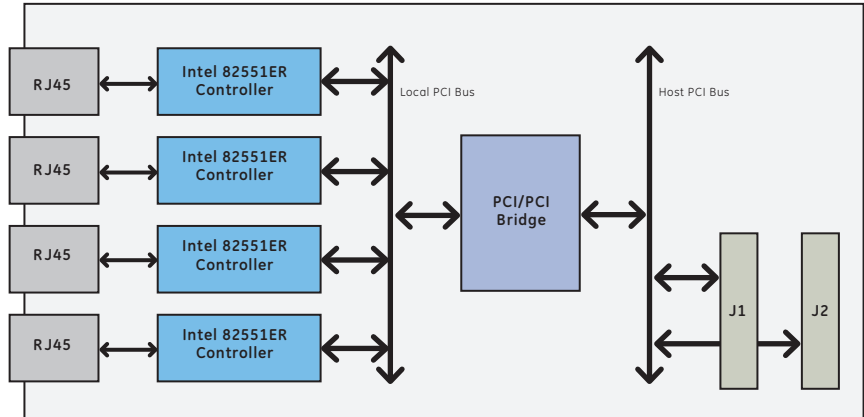 RJ45
Intel 82551ER
Controller
Local PCI Bus
Host PCI Bus
RJ45
Intel 82551ER
Controller
PCI/PCI
Bridge
RJ45
Intel 82551ER
Controller
J1
J2
RJ45
Intel 82551ER
Controller